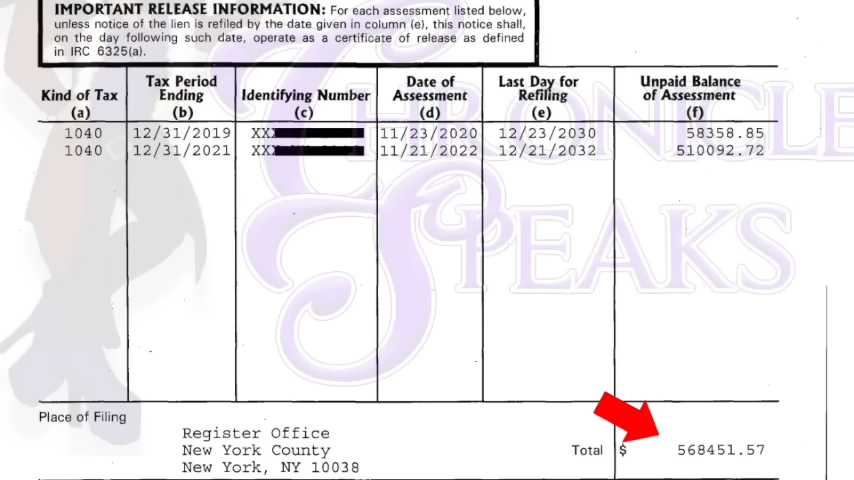 IMPORTANT RELEASE INFORMATION: For each assessment listed below,
unless notice of the lien is refiled by the date given in column (e), this notice shall,
on the day following such date, operate as a certificate of release as defined
in IRC 6325(a).
Kind of Tax (a) Tax Period Ending (b) Identifying Number (c) Date of Assessment (d) Last Day for Refiling (e) Unpaid Balance of Assessment (f)
1040 12/31/2019 XX 11/23/2020 12/23/2030 58358.85
1040 12/31/2021 XX 11/21/2022 12/21/2032 510092.72
CHRONICLE
SPEAKS
Place of Filing
Register Office
New York County Total $ 568451.57
New York, NY 10038